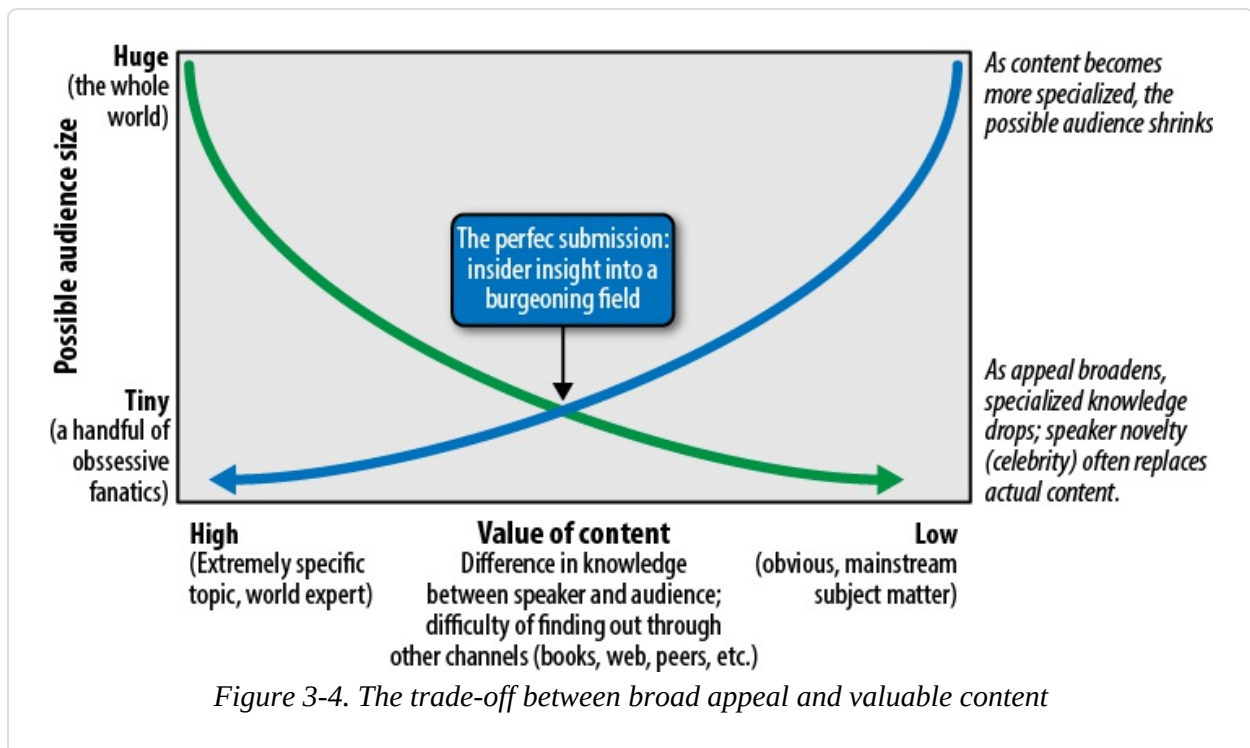 Huge
(the whole
world)
Possible audience size
Tiny
(a handful of
obssessive
fanatics)
The perfec submission:
insider insight into a
burgeoning field
As content becomes
more specialized, the
possible audience shrinks
As appeal broadens,
specialized knowledge
drops; speaker novelty
(celebrity) often replaces
actual content.
High
(Extremely specific
topic, world expert)
Value of content
Difference in knowledge
between speaker and audience;
difficulty of finding out through
other channels (books, web, peers, etc.)
Low
(obvious, mainstream
subject matter)
Figure 3-4. The trade-off between broad appeal and valuable content